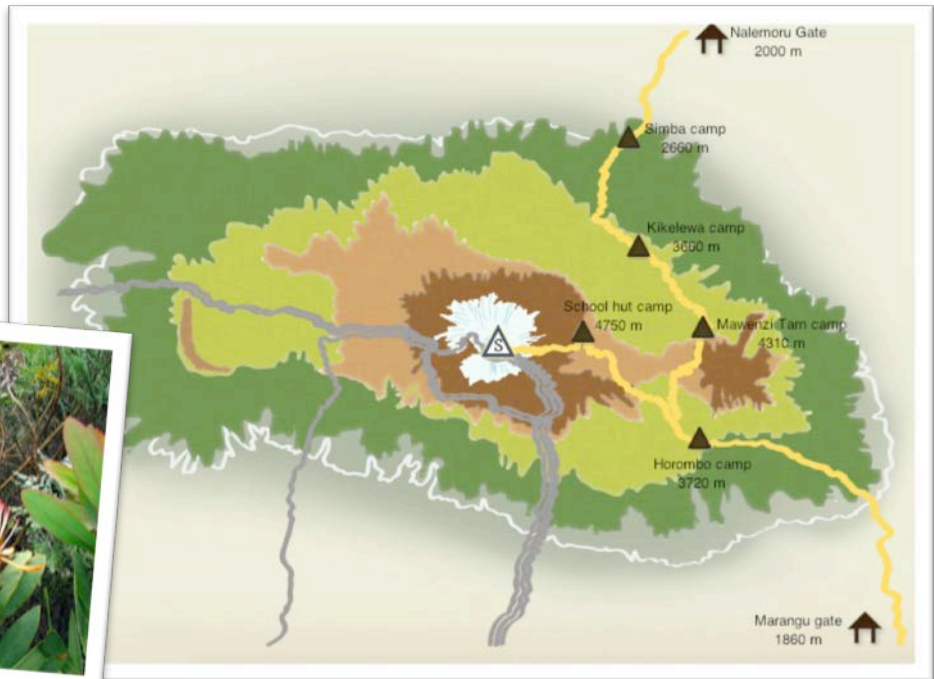 Nalemoru Gate
2000 m
Simba camp
2660 m
Kikelewa camp
3660 m
School hut camp
4750 m
Mawenzi Tarn camp
4310 m
S
Horombo camp
3720 m
Marangu gate
1860 m